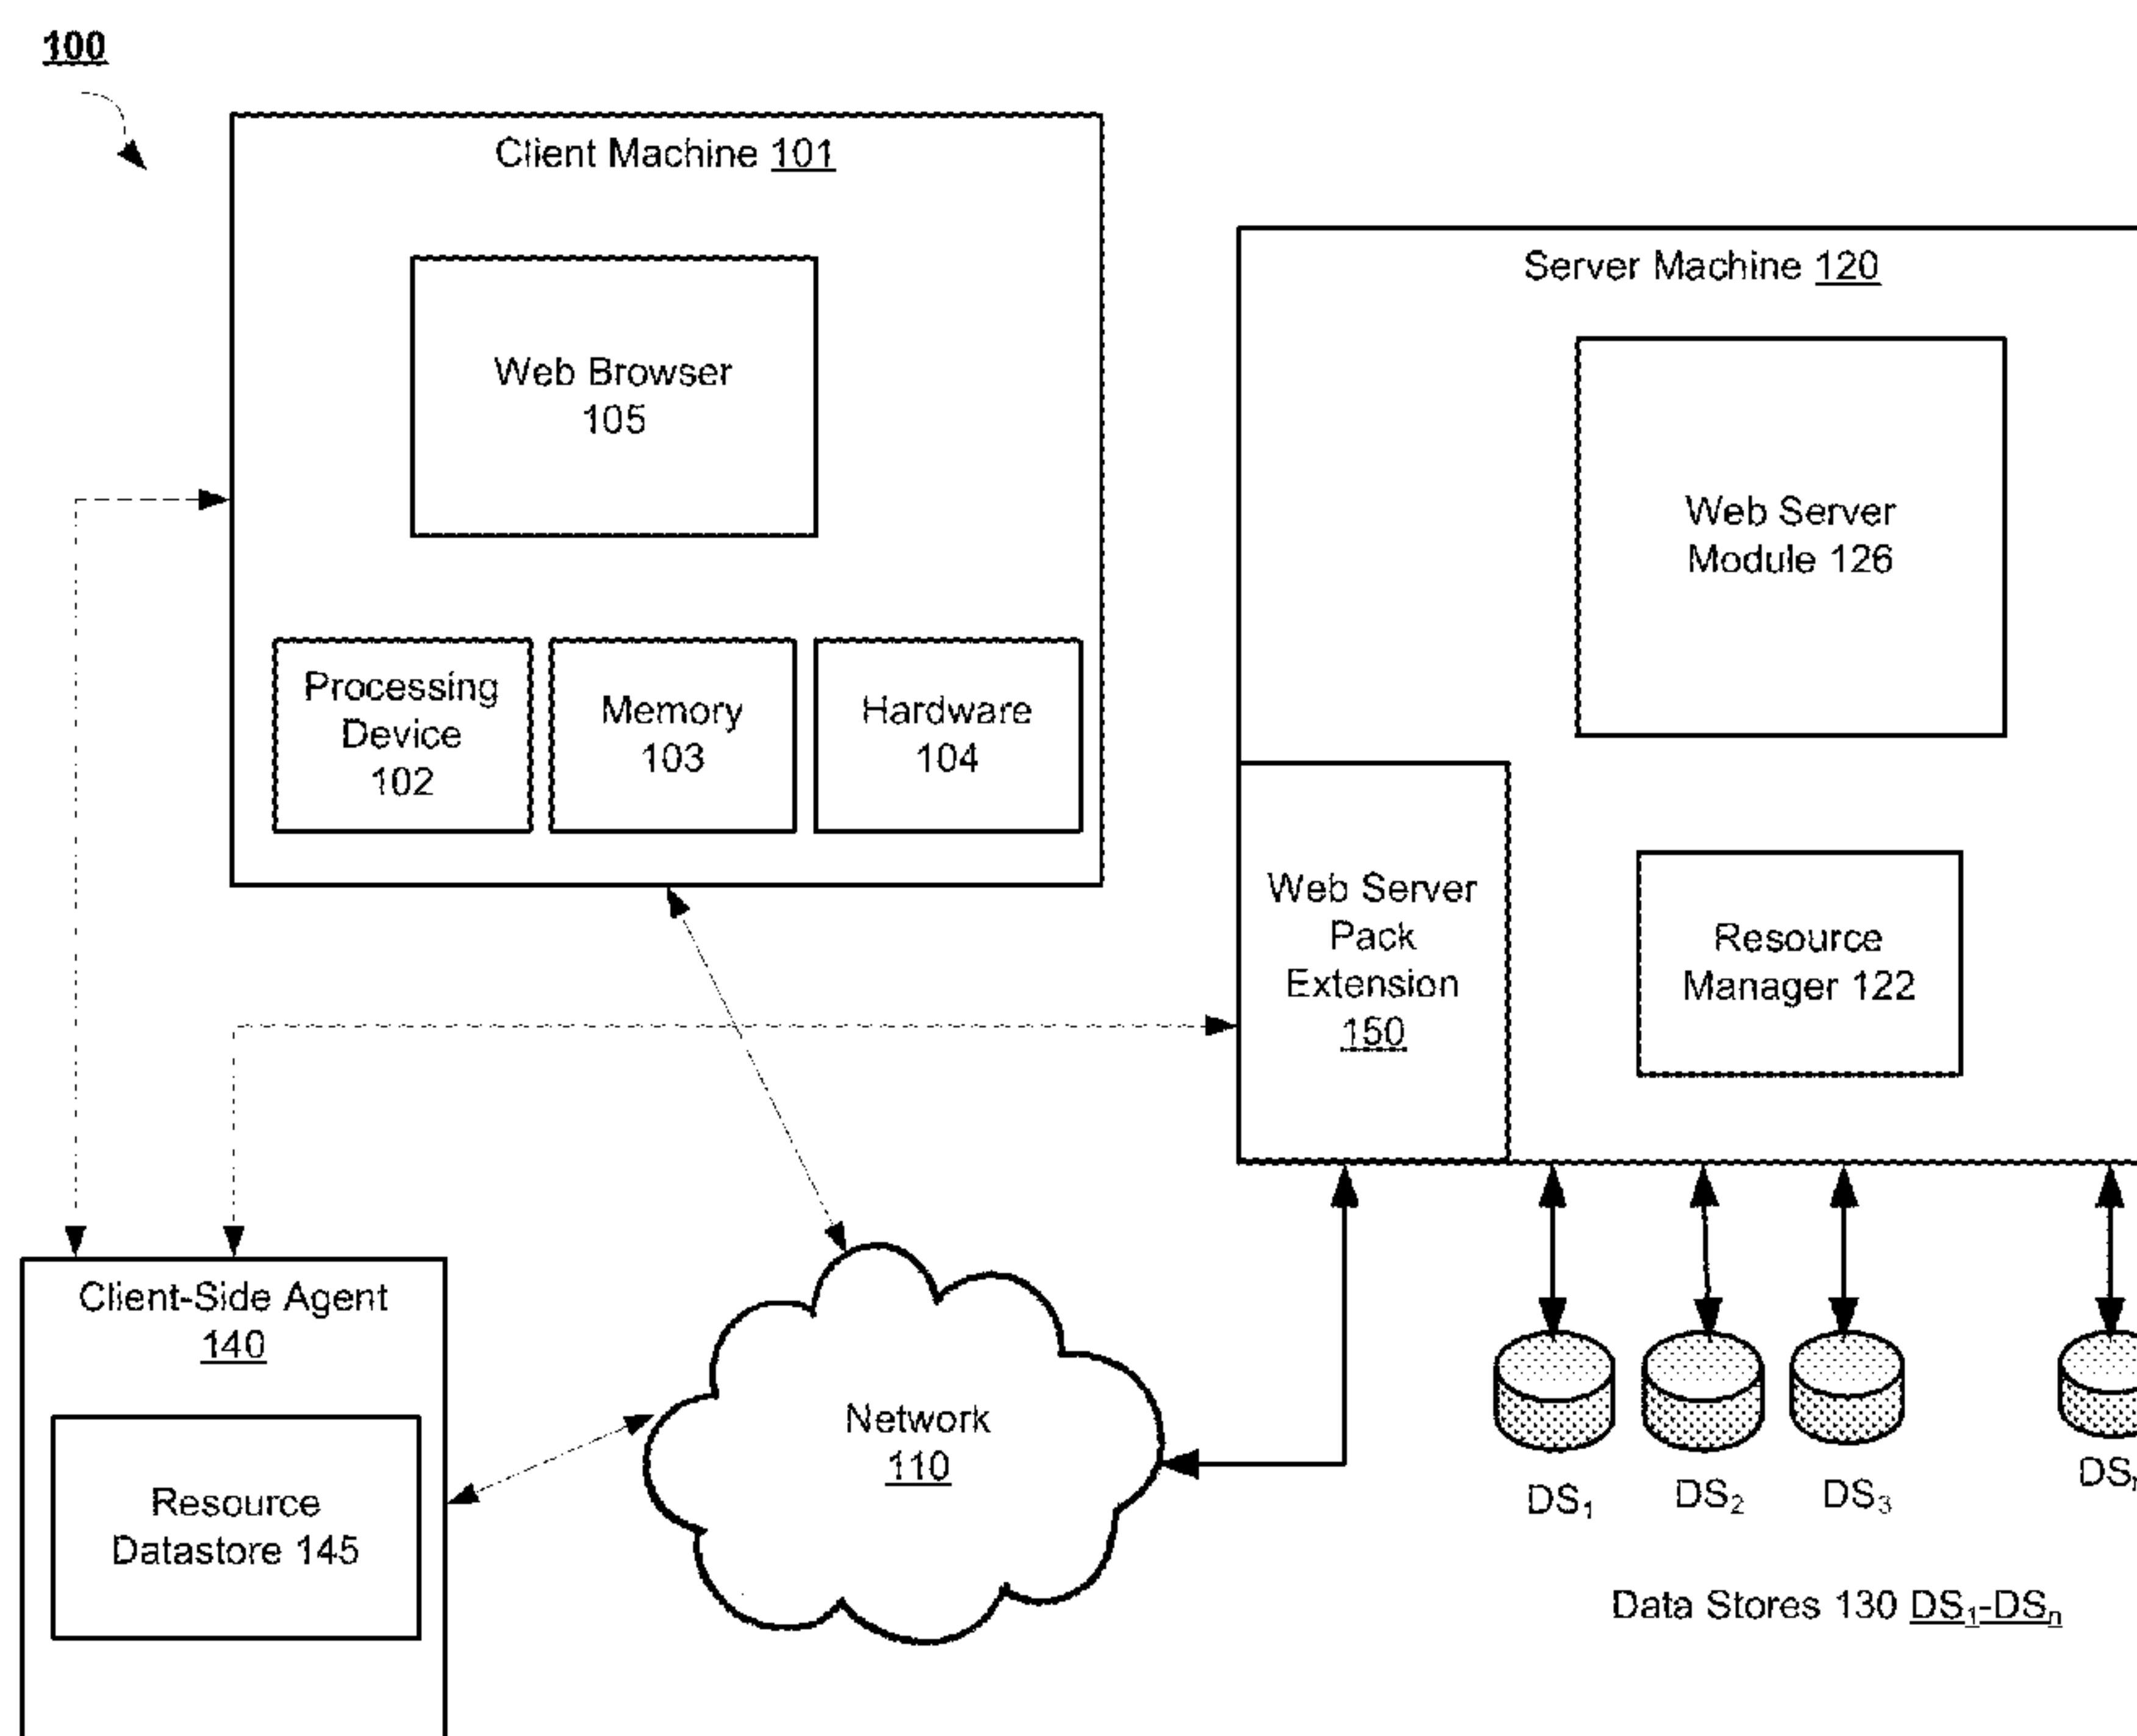 100
Client Machine 101
Web Browser
105
Processing
Device
102
Memory
103
Hardware
104
Server Machine 120
Web Server
Module 126
Web Server
Pack
Extension
150
Resource
Manager 122
Client-Side Agent
140
Resource
Datastore 145
Network
110
DS₁
DS₂
DS₃
DS
Data Stores 130 DS₁-DSₙ